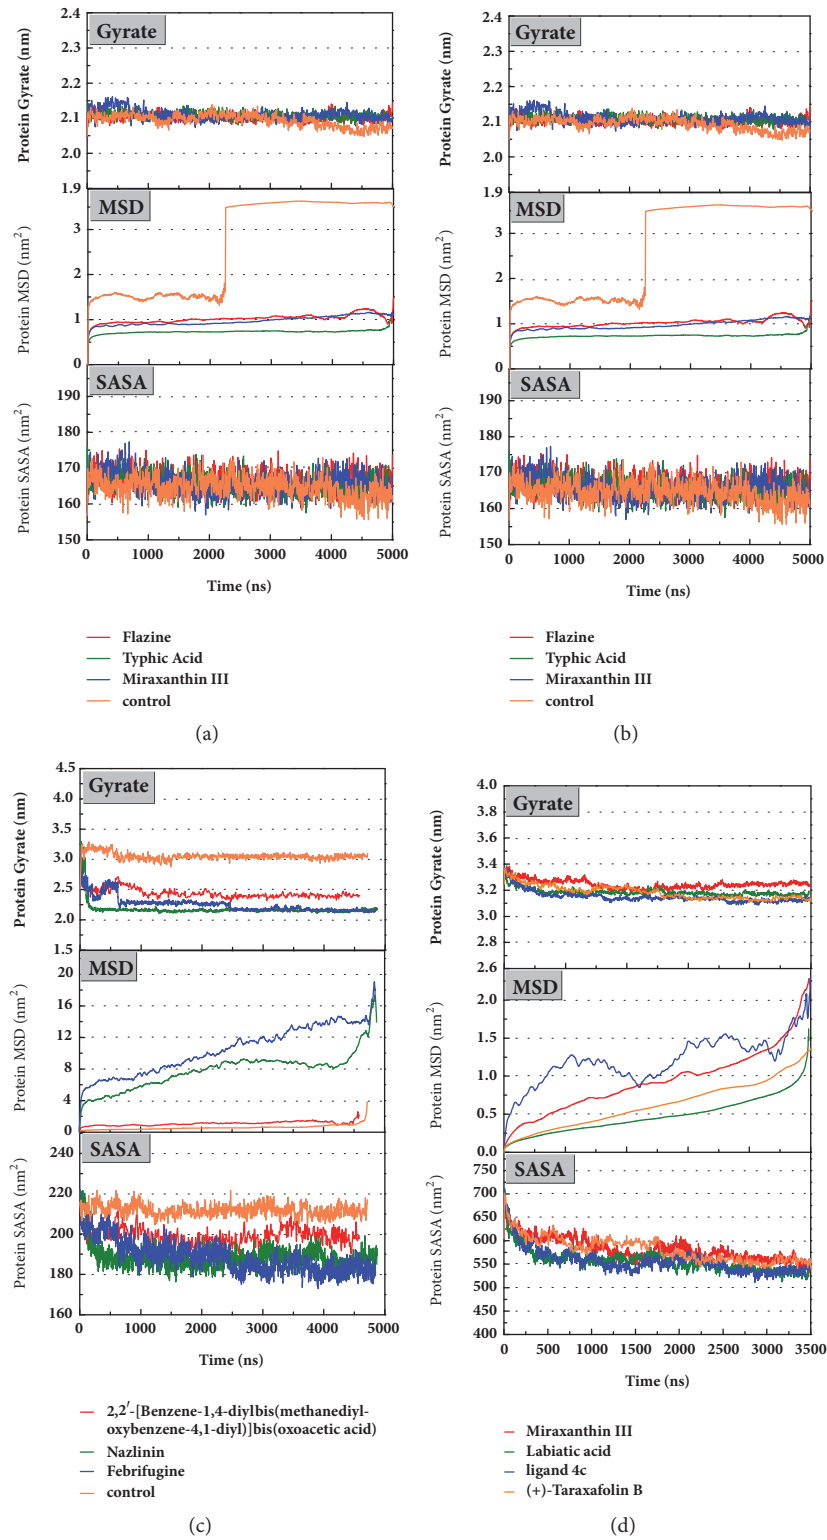 Gyrate
Protein Gyrate (nm)
2.4
2.3
2.2
2.1
2.0
1.9
MSD
Protein MSD (nm2)
3
2
1
0
SASA
Protein SASA (nm2)
190
180
170
160
150
0 1000 2000 3000 4000 5000
Time (ns)
Flazine
Typhic Acid
Miraxanthin III
control
(a)
Gyrate
Protein Gyrate (nm)
2.4
2.3
2.2
2.1
2.0
1.9
MSD
Protein MSD (nm2)
3
2
1
0
SASA
Protein SASA (nm2)
190
180
170
160
150
0 1000 2000 3000 4000 5000
Time (ns)
Flazine
Typhic Acid
Miraxanthin III
control
(b)
Gyrate
Protein Gyrate (nm)
4.5
4.0
3.5
3.0
2.5
2.0
1.5
MSD
Protein MSD (nm2)
20
16
12
8
4
0
SASA
Protein SASA (nm2)
240
220
200
180
160
0 1000 2000 3000 4000 5000
Time (ns)
2,2′-[Benzene-1,4-diylbis(methanediyl-
oxybenzene-4,1-diyl)]bis(oxoacetic acid)
Nazlinin
Febrifugine
control
(c)
Gyrate
Protein Gyrate (nm)
4.0
3.8
3.6
3.4
3.2
3.0
2.8
2.6
MSD
Protein MSD (nm2)
2.0
1.5
1.0
0.5
0.0
SASA
Protein SASA (nm2)
750
700
650
600
550
500
450
400
0 500 1000 1500 2000 2500 3000 3500
Time (ns)
Miraxanthin III
Labiatic acid
ligand 4c
(+)-Taraxafolin B
(d)